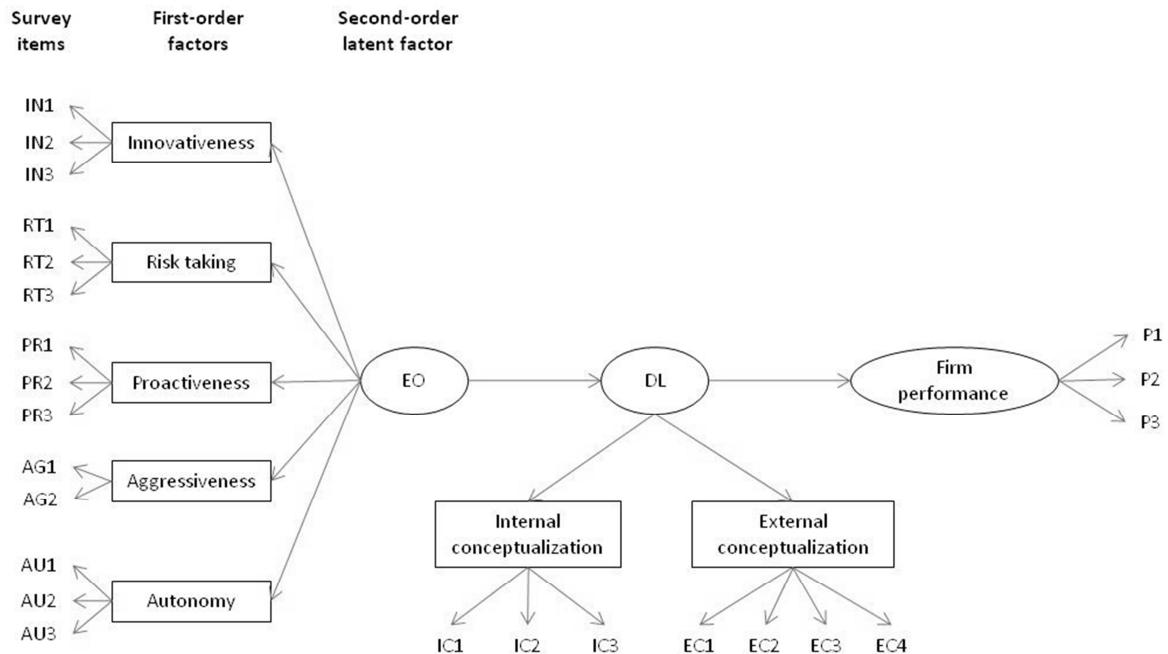 Survey
items
First-order
factors
Second-order
latent factor
IN1
IN2
IN3
Innovativeness
RT1
RT2
RT3
Risk taking
PR1
PR2
PR3
Proactiveness
AG1
AG2
Aggressiveness
AU1
AU2
AU3
Autonomy
EO
DL
Firm
performance
P1
P2
P3
Internal
conceptualization
External
conceptualization
IC1
IC2
IC3
EC1
EC2
EC3
EC4